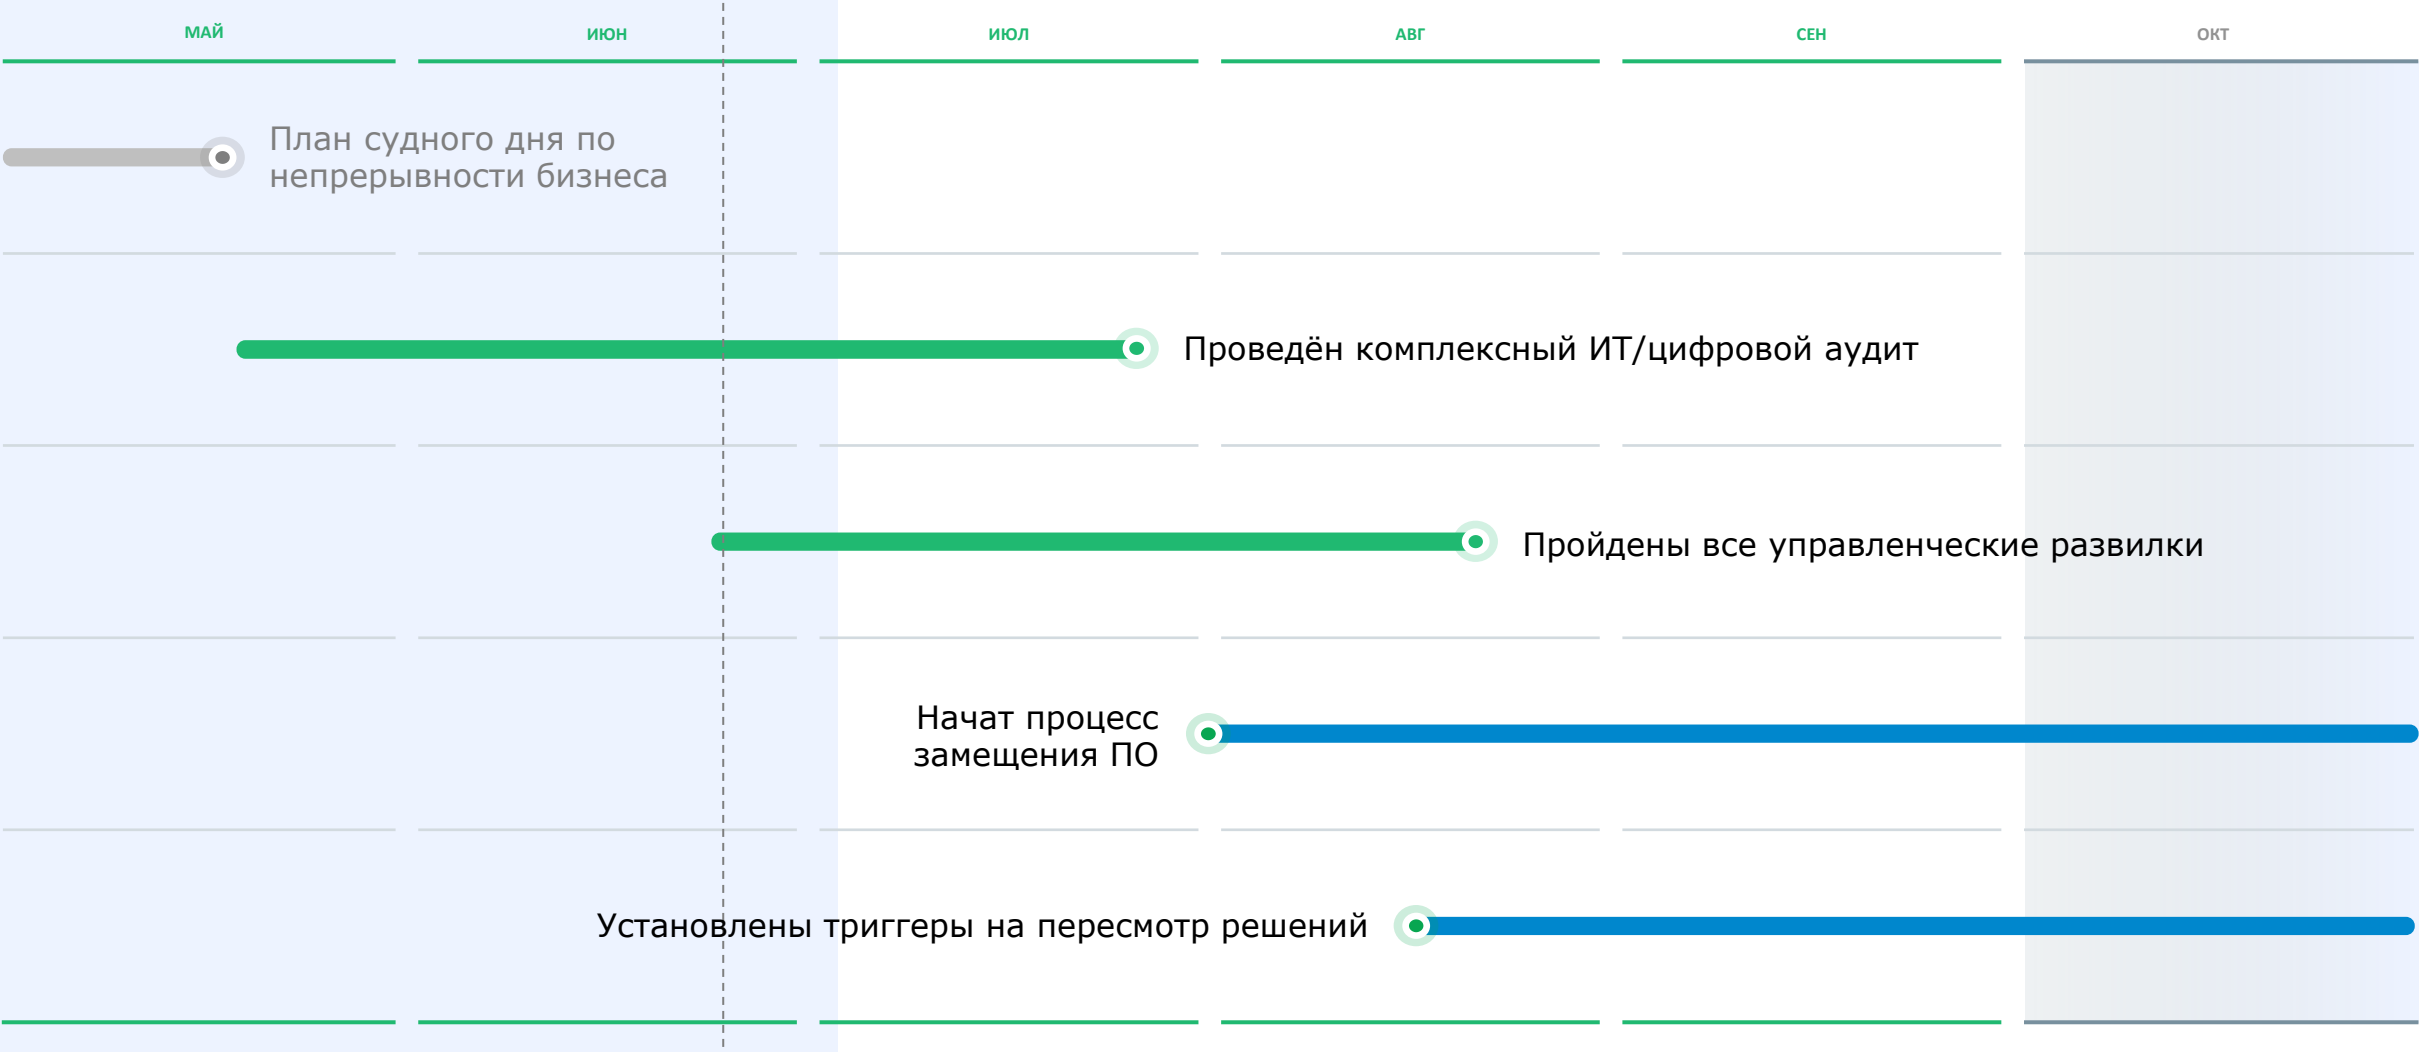 МАЙ
ИЮН
ИЮЛ
АВГ
СЕН
ОКТ
План судного дня по
непрерывности бизнеса
Проведён комплексный ИТ/цифровой аудит
Пройдены все управленческие развилки
Начат процесс
замещения ПО
Установлены триггеры на пересмотр решений